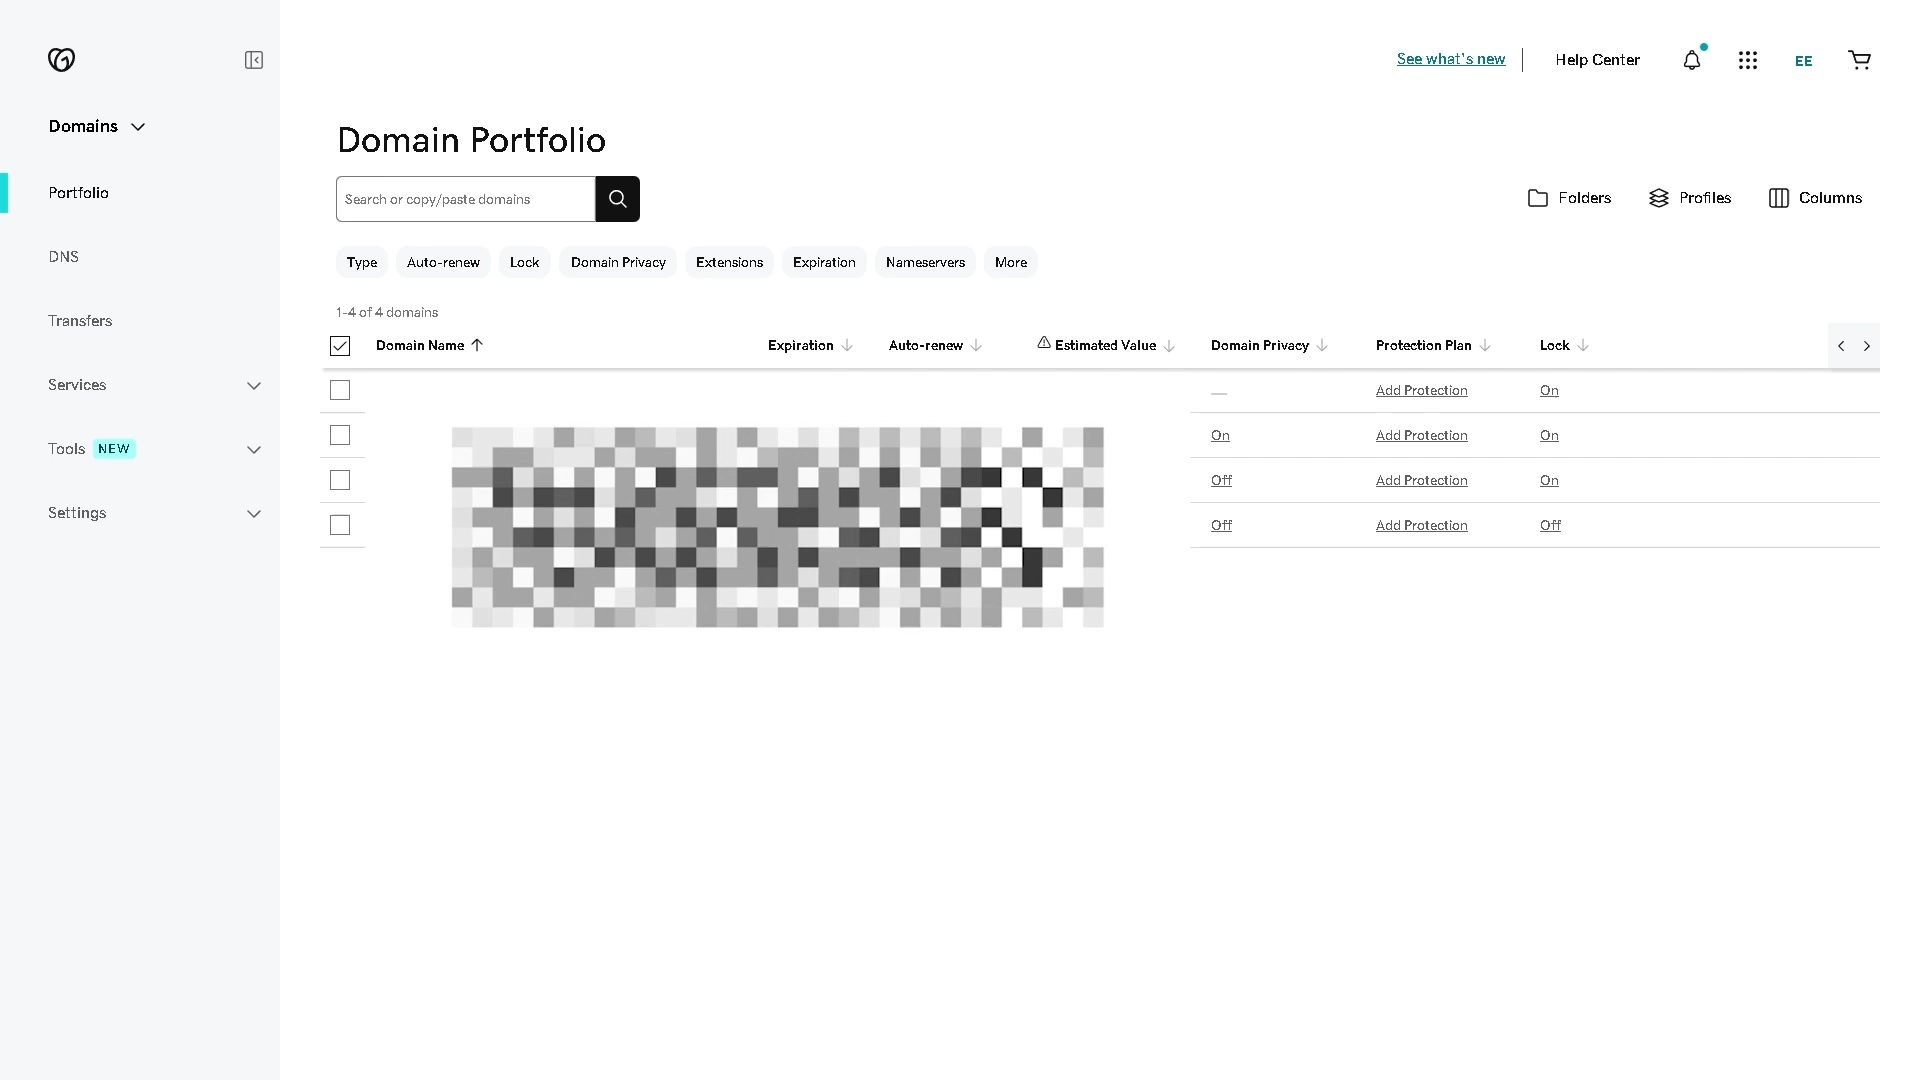 See what's new
Help Center
EE
Domains
Domain Portfolio
Portfolio
Search or copy/paste domains
Folders
Profiles
Columns
DNS
Type
Auto-renew
Lock
Domain Privacy
Extensions
Expiration
Nameservers
More
Transfers
1-4 of 4 domains
Domain Name
Expiration
Auto-renew
Estimated Value
Domain Privacy
Protection Plan
Lock
Services
— Add Protection On
On Add Protection On
Tools NEW
Off Add Protection On
Settings
Off Add Protection Off